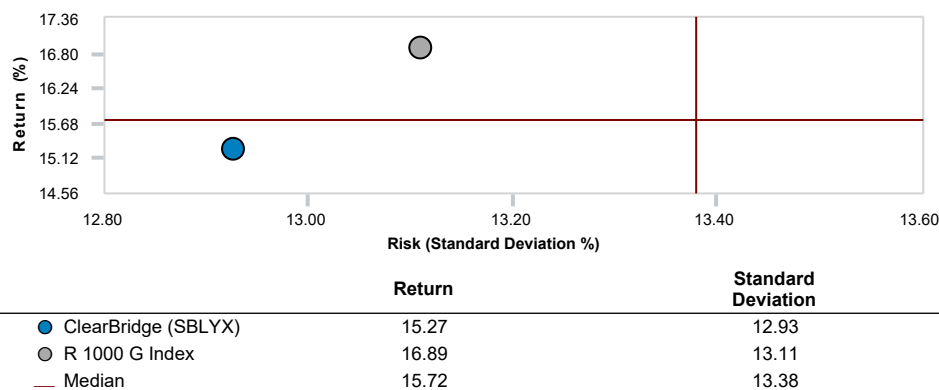 17.36
16.80
16.24
15.68
15.12
14.56
Return (%)
12.80 13.00 13.20 13.40 13.60
Risk (Standard Deviation %)
Return Standard Deviation
ClearBridge (SBLYX) 15.27 12.93
R 1000 G Index 16.89 13.11
Median 15.72 13.38